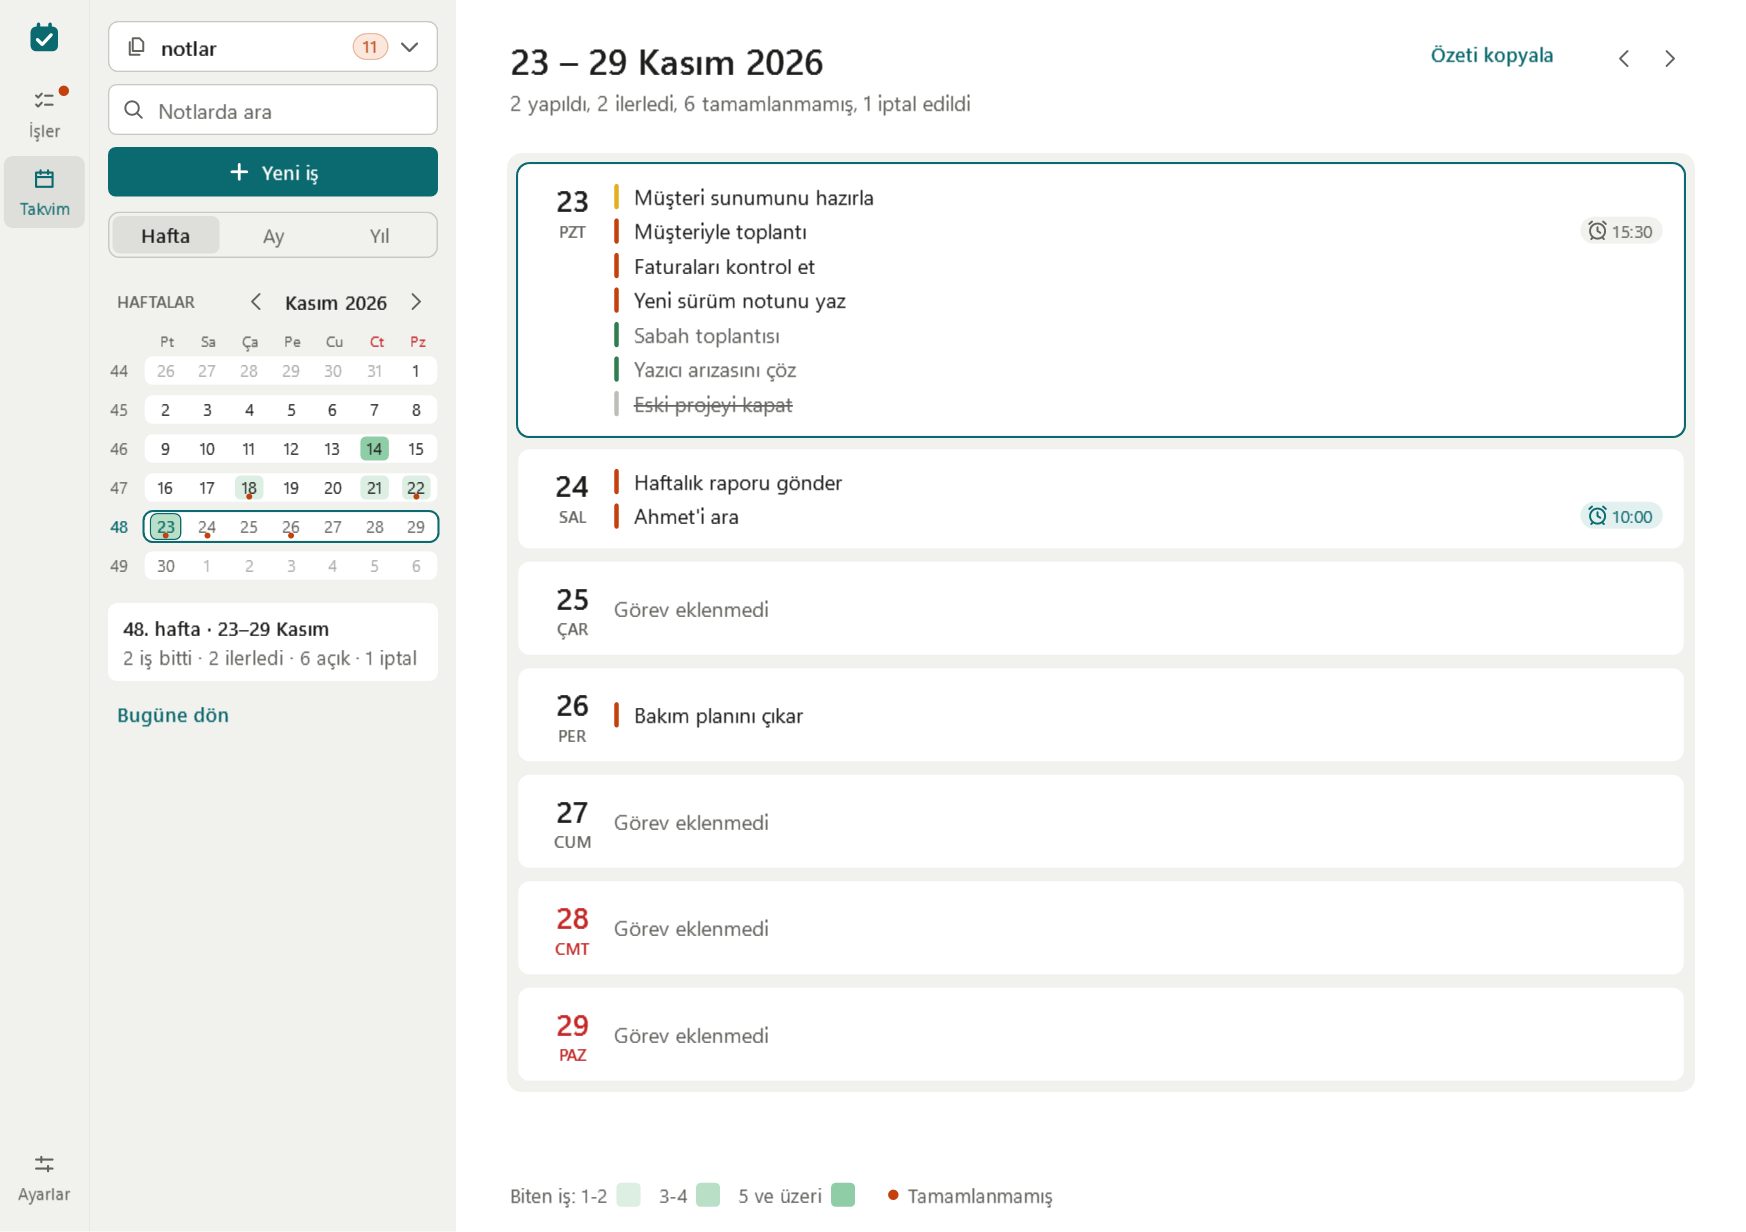 İşler
Takvim
Ayarlar
notlar 11
Notlarda ara
+ Yeni iş
Hafta Ay Yıl
HAFTALAR Kasım 2026
Pt Sa Ça Pe Cu Ct Pz
44 26 27 28 29 30 31 1
45 2 3 4 5 6 7 8
46 9 10 11 12 13 14 15
47 16 17 18 19 20 21 22
48 23 24 25 26 27 28 29
49 30 1 2 3 4 5 6
48. hafta · 23–29 Kasım
2 iş bitti · 2 ilerledi · 6 açık · 1 iptal
Bugüne dön
23 – 29 Kasım 2026
Özeti kopyala
2 yapıldı, 2 ilerledi, 6 tamamlanmamış, 1 iptal edildi
23 PZT
Müşteri sunumunu hazırla
Müşteriyle toplantı 15:30
Faturaları kontrol et
Yeni sürüm notunu yaz
Sabah toplantısı
Yazıcı arızasını çöz
Eski projeyi kapat
24 SAL
Haftalık raporu gönder
Ahmet'i ara 10:00
25 ÇAR
Görev eklenmedi
26 PER
Bakım planını çıkar
27 CUM
Görev eklenmedi
28 CMT
Görev eklenmedi
29 PAZ
Görev eklenmedi
Biten iş: 1-2 3-4 5 ve üzeri Tamamlanmamış